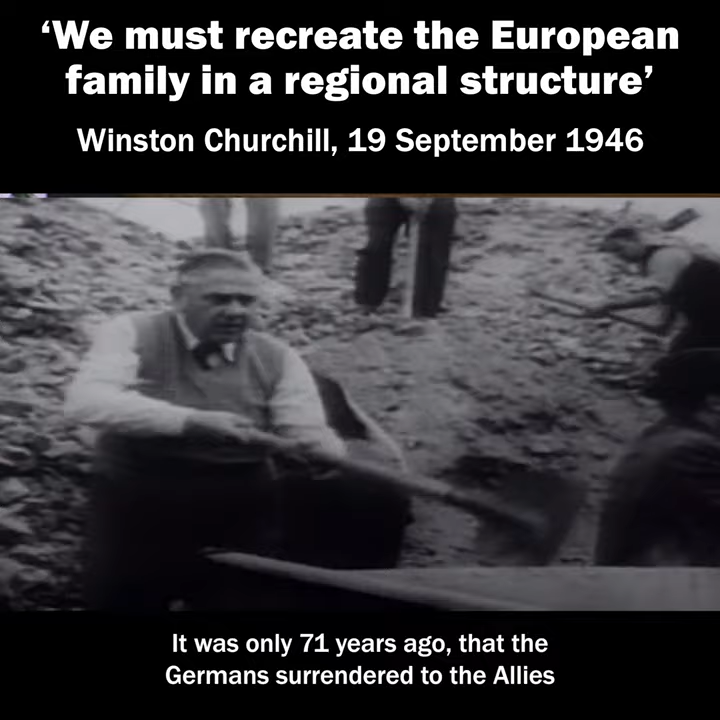 ‘We must recreate the European
family in a regional structure’
Winston Churchill, 19 September 1946
It was only 71 years ago, that the
Germans surrendered to the Allies